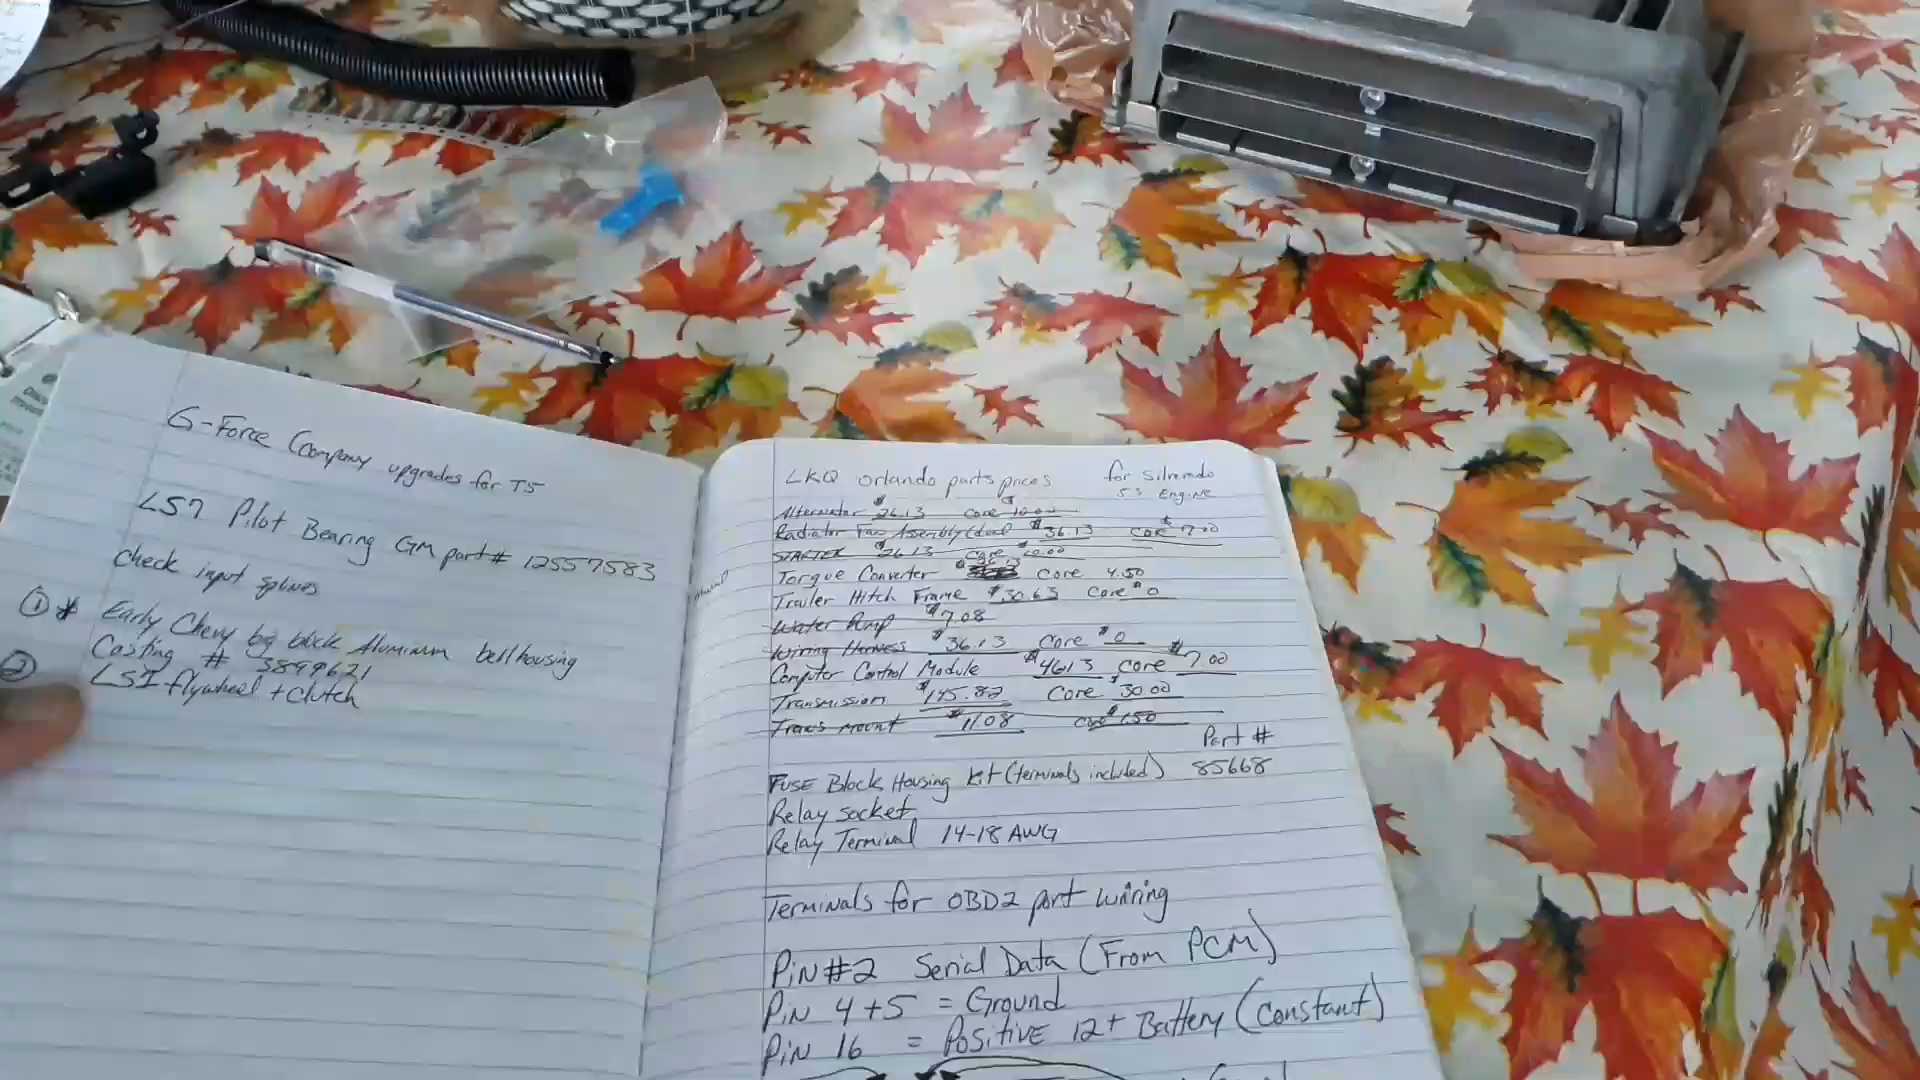 G-Force Company upgrades for T5
LS7 Pilot Bearing GM part# 12557583
Check input splines
① * Early Chevy big block Aluminum bellhousing
Casting # 3899621
② LS1 flywheel + clutch
LKQ Orlando parts prices for Silverado
5.3 Engine
Alternator $26.13 Core $10.00
Radiator Fan Assembly (dual $36.13 Core $7.00
STARTER $26.13 Core $10.00
Torque Converter Core 4.50
Trailer Hitch Frame $30.63 Core $0
Water Pump $7.08
Wiring Harness $36.13 Core $0
Computer Control Module $46.13 Core $7.00
Transmission $145.82 Core $30.00
Trans Mount $11.08 Core $1.50
Part #
FUSE Block Housing Kit (terminals included) 85668
Relay Socket
Relay Terminal 14-18 AWG
Terminals for OBD2 port wiring
PiN #2 Serial Data (From PCM)
PiN 4+5 = Ground
PiN 16 = Positive 12+ Battery (constant)